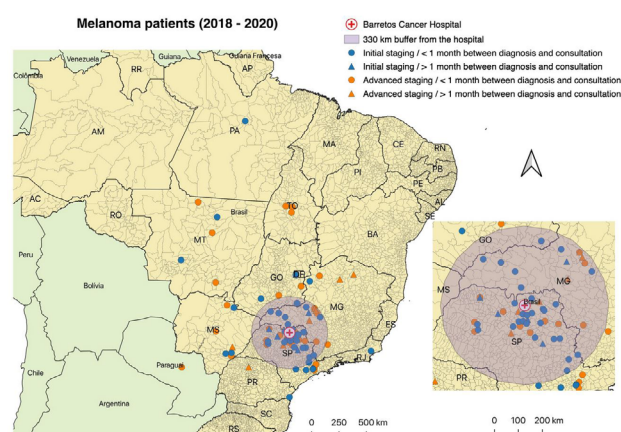 Melanoma patients (2018 - 2020)
Barretos Cancer Hospital
330 km buffer from the hospital
Initial staging / < 1 month between diagnosis and consultation
Initial staging / > 1 month between diagnosis and consultation
Advanced staging / < 1 month between diagnosis and consultation
Advanced staging / > 1 month between diagnosis and consultation
Venezuela
Guiana
Guiana Francesa
Colômbia
RR
AP
AM
PA
MA
CE
RN
PB
PI
PE
AL
SE
AC
RO
TO
Brasil
MT
BA
Peru
Bolívia
GO
DF
MG
ES
MS
SP
RJ
Paraguai
PR
Chile
Argentina
SC
RS
0 250 500 km
GO
MS
MG
Brasil
SP
PR
0 100 200 km